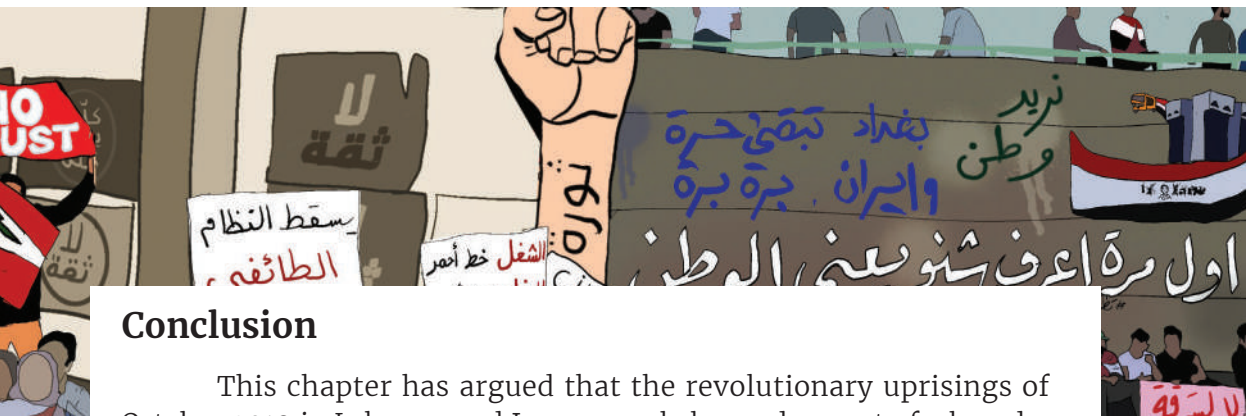 NO
TRUST
لا
ثقة
لا
ثقة
يسقط النظام
الطائفي
الشغل خط أحمر
ثورة
بغداد تبقى حرة
وايران برة برة
نريد
وطن
اول مرة اعرف شنو يعني الوطن
Conclusion
This chapter has argued that the revolutionary uprisings of